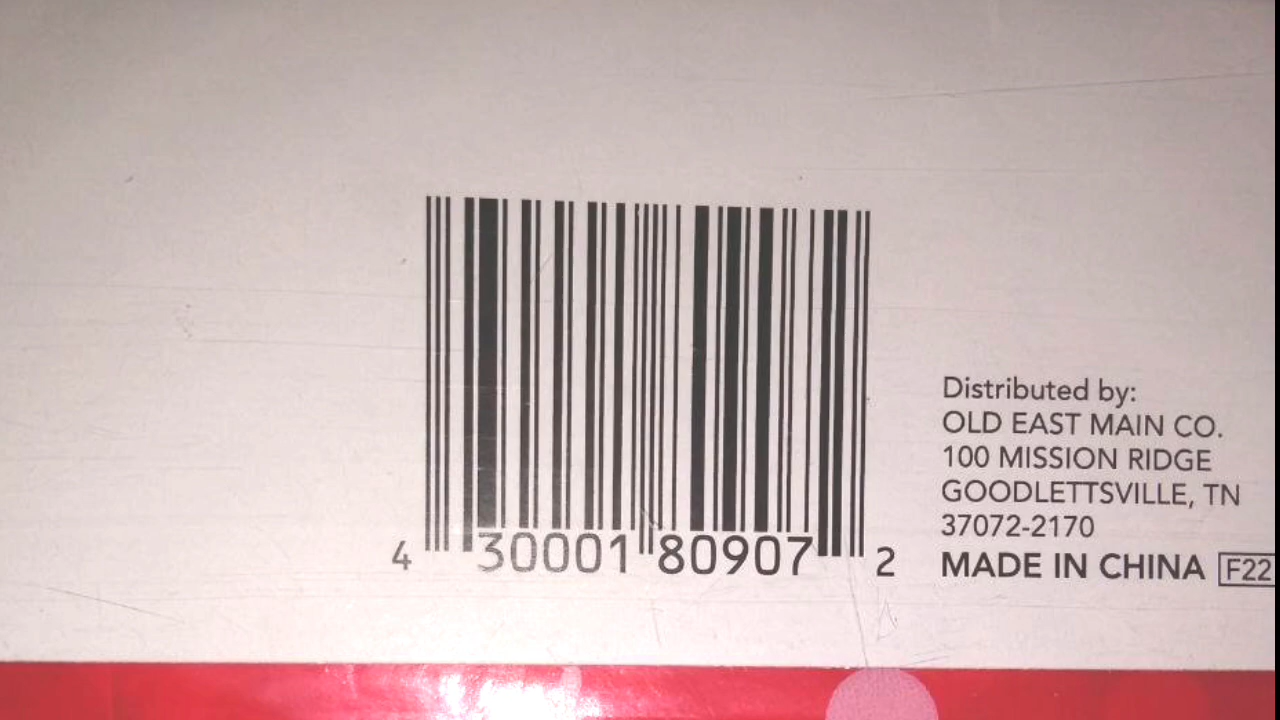 4 30001 80907 2
Distributed by:
OLD EAST MAIN CO.
100 MISSION RIDGE
GOODLETTSVILLE, TN
37072-2170
MADE IN CHINA F22